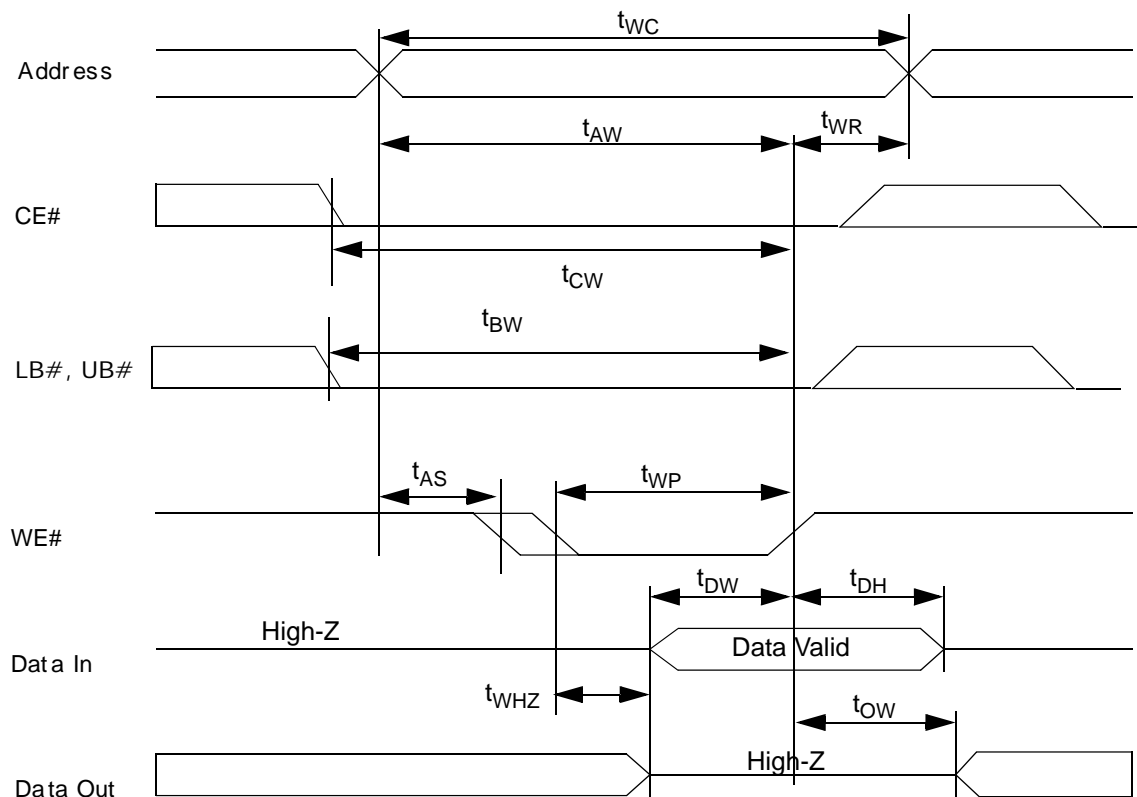 tWC
Address
tAW
tWR
CE#
tCW
tBW
LB#, UB#
tAS
tWP
WE#
tDW
tDH
High-Z
Data Valid
Data In
tWHZ
tOW
High-Z
Data Out